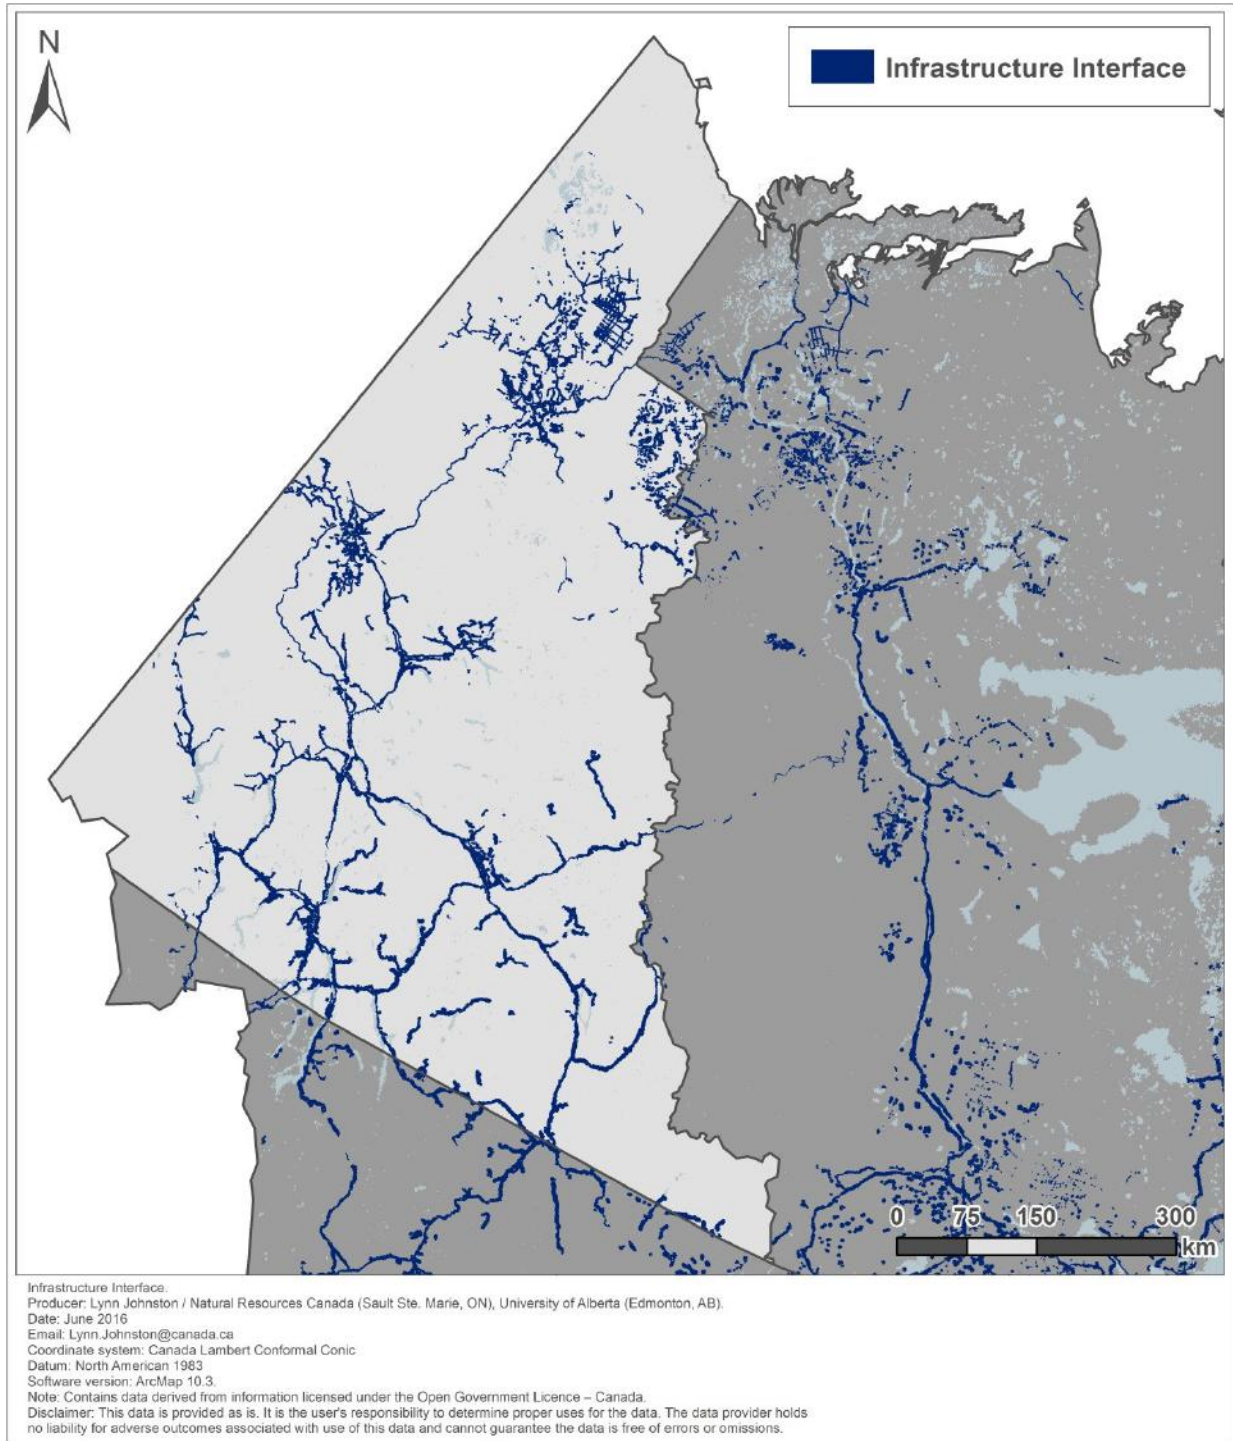 N
Infrastructure Interface
0 75 150 300
km
Infrastructure Interface.
Producer: Lynn Johnston / Natural Resources Canada (Sault Ste. Marie, ON), University of Alberta (Edmonton, AB).
Date: June 2016
Email: Lynn.Johnston@canada.ca
Coordinate system: Canada Lambert Conformal Conic
Datum: North American 1983
Software version: ArcMap 10.3.
Note: Contains data derived from information licensed under the Open Government Licence – Canada.
Disclaimer: This data is provided as is. It is the user's responsibility to determine proper uses for the data. The data provider holds
no liability for adverse outcomes associated with use of this data and cannot guarantee the data is free of errors or omissions.